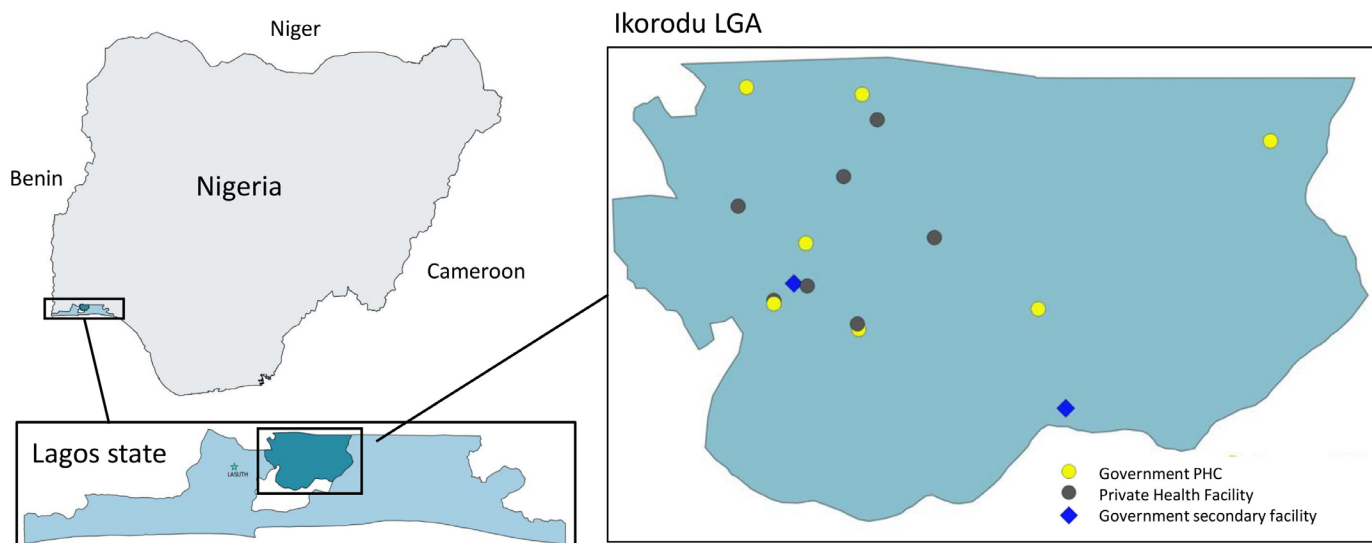 Niger
Benin
Nigeria
Cameroon
Lagos state
LASUTH
Ikorodu LGA
Government PHC
Private Health Facility
Government secondary facility